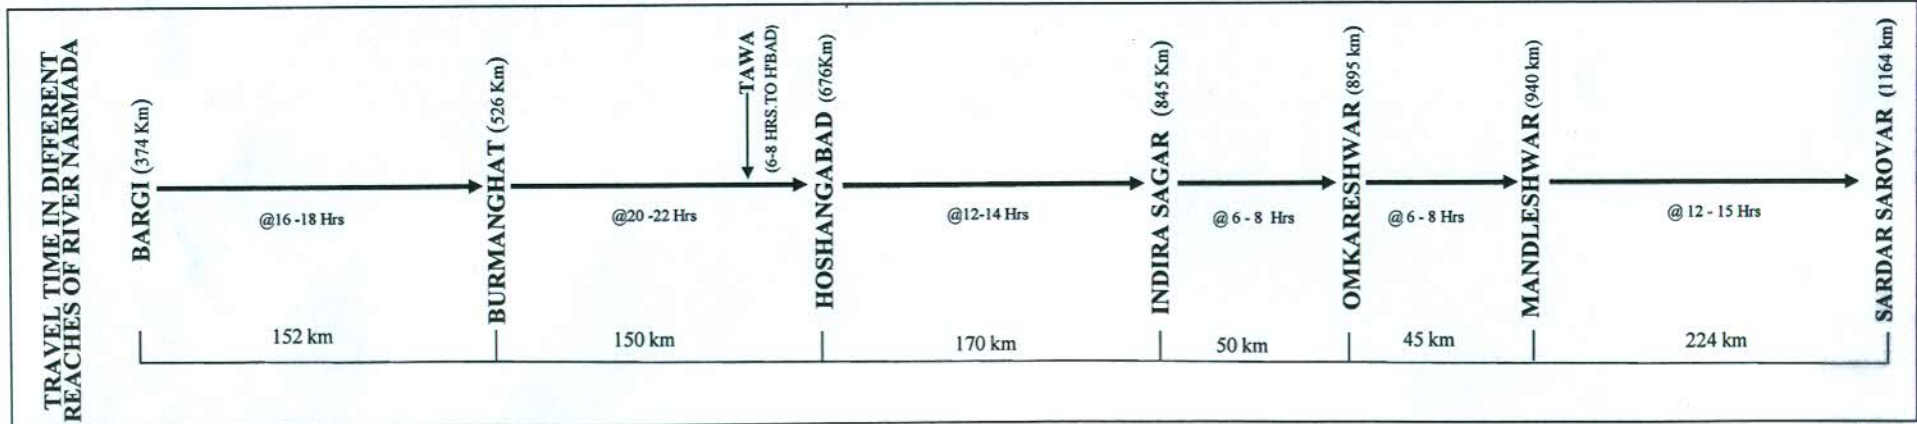 TRAVEL TIME IN DIFFERENT
REACHES OF RIVER NARMADA
BARGI (374 Km)
@16 -18 Hrs
BURMANGHAT (526 Km)
@20 -22 Hrs
TAWA
(6-8 HRS.TO H'BAD)
HOSHANGABAD (676Km)
@12-14 Hrs
INDIRA SAGAR (845 Km)
@ 6 - 8 Hrs
OMKARESHWAR (895 km)
@ 6 - 8 Hrs
MANDLESHWAR (940 km)
@ 12 - 15 Hrs
SARDAR SAROVAR (1164 km)
152 km
150 km
170 km
50 km
45 km
224 km